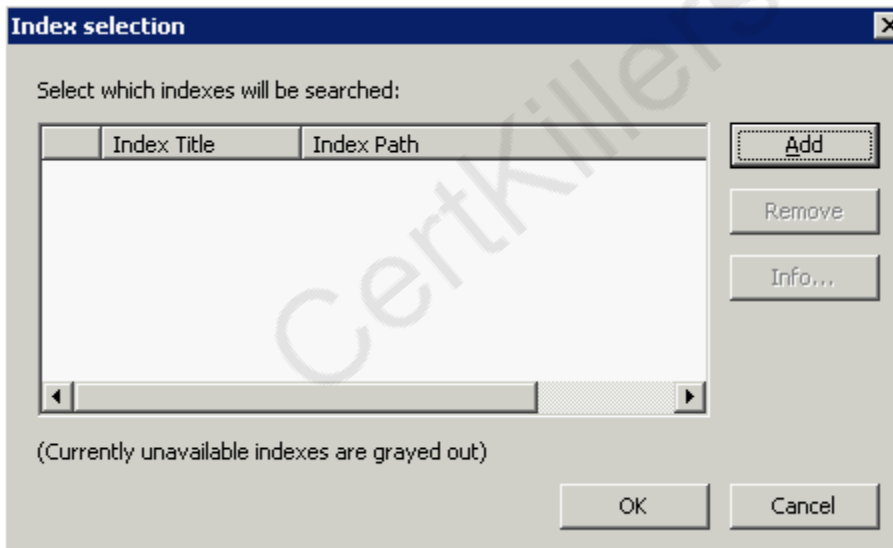 Index selection
Select which indexes will be searched:
Index Title Index Path
Add
Remove
Info...
(Currently unavailable indexes are grayed out)
OK Cancel
CertKillers